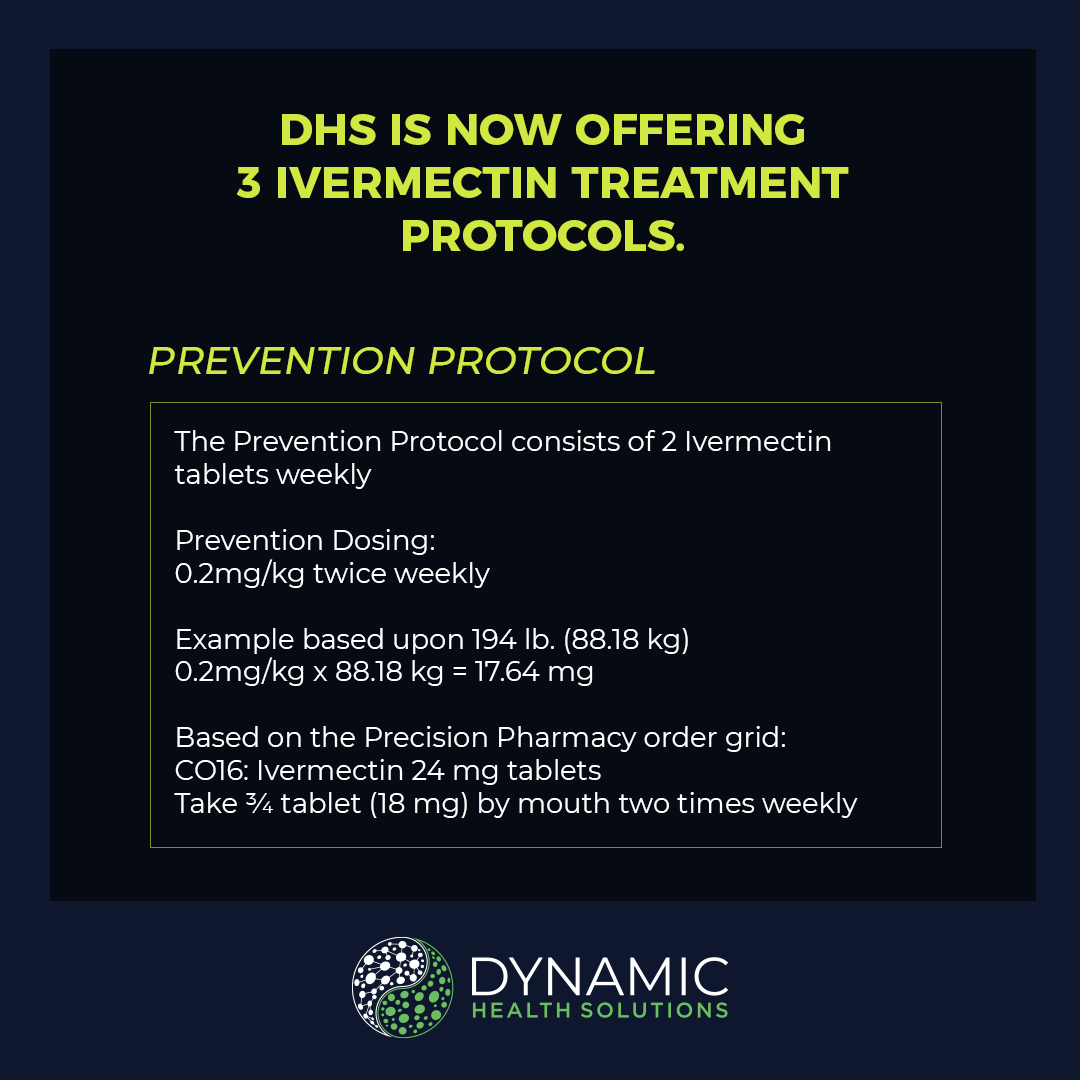 DHS IS NOW OFFERING
3 IVERMECTIN TREATMENT
PROTOCOLS.
PREVENTION PROTOCOL
The Prevention Protocol consists of 2 Ivermectin
tablets weekly
Prevention Dosing:
0.2mg/kg twice weekly
Example based upon 194 lb. (88.18 kg)
0.2mg/kg x 88.18 kg = 17.64 mg
Based on the Precision Pharmacy order grid:
CO16: Ivermectin 24 mg tablets
Take ¾ tablet (18 mg) by mouth two times weekly
DYNAMIC
HEALTH SOLUTIONS